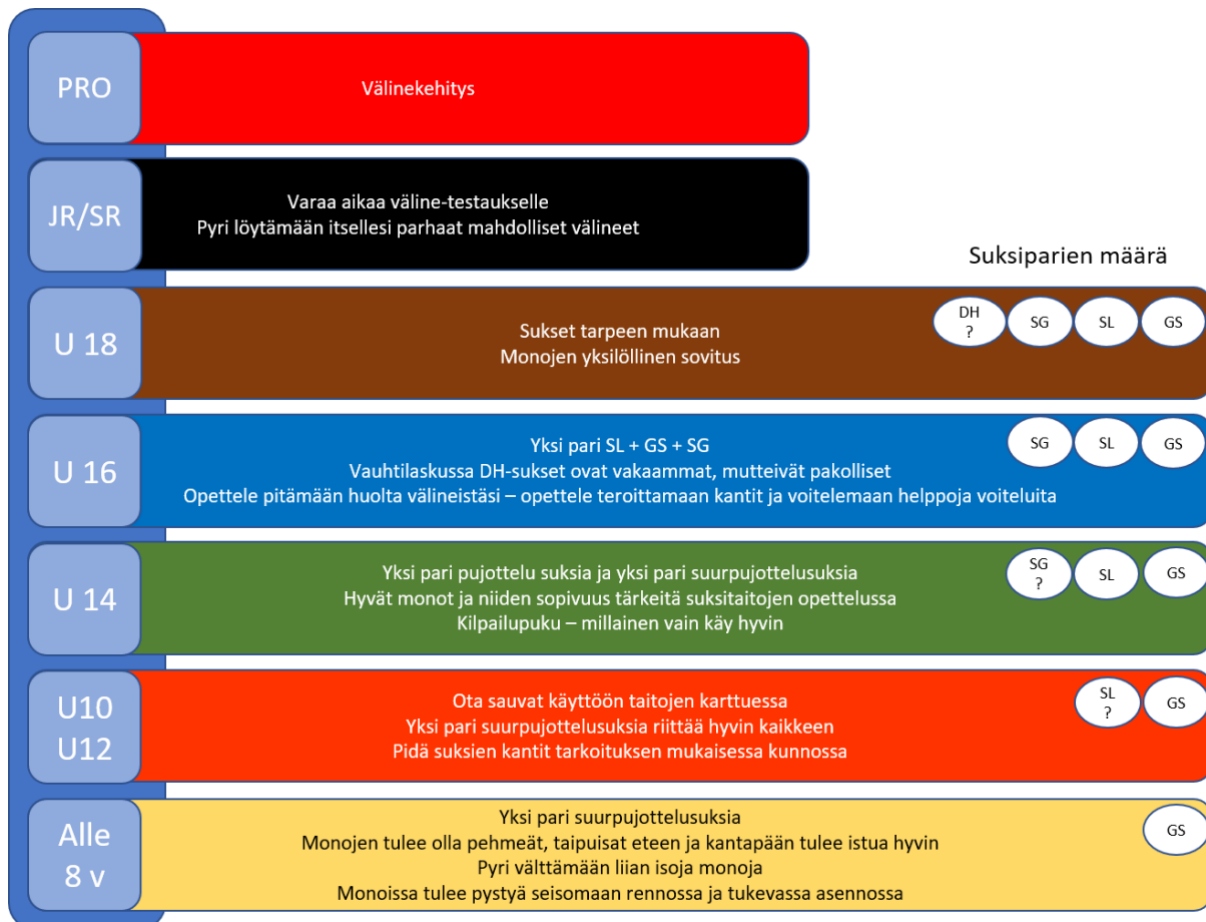 PRO
Välinekehitys
JR/SR
Varaa aikaa väline-testaukselle
Pyri löytämään itsellesi parhaat mahdolliset välineet
Suksiparien määrä
U 18
Sukset tarpeen mukaan
Monojen yksilöllinen sovitus
DH
?
SG
SL
GS
U 16
Yksi pari SL + GS + SG
Vauhtilaskussa DH-sukset ovat vakaammat, mutteivät pakolliset
Opettele pitämään huolta välineistäsi – opettele teroittamaan kantit ja voitelemaan helppoja voiteluita
SG
SL
GS
U 14
Yksi pari pujottelu suksia ja yksi pari suurpujottelusuksia
Hyvät monot ja niiden sopivuus tärkeitä suksitaitojen opettelussa
Kilpailupuku – millainen vain käy hyvin
SG
?
SL
GS
U10
U12
Ota sauvat käyttöön taitojen karttuessa
Yksi pari suurpujottelusuksia riittää hyvin kaikkeen
Pidä suksien kantit tarkoituksen mukaisessa kunnossa
SL
?
GS
Alle
8 v
Yksi pari suurpujottelusuksia
Monojen tulee olla pehmeät, taipuisat eteen ja kantapään tulee istua hyvin
Pyri välttämään liian isoja monoja
Monoissa tulee pystyä seisomaan rennossa ja tukevassa asennossa
GS